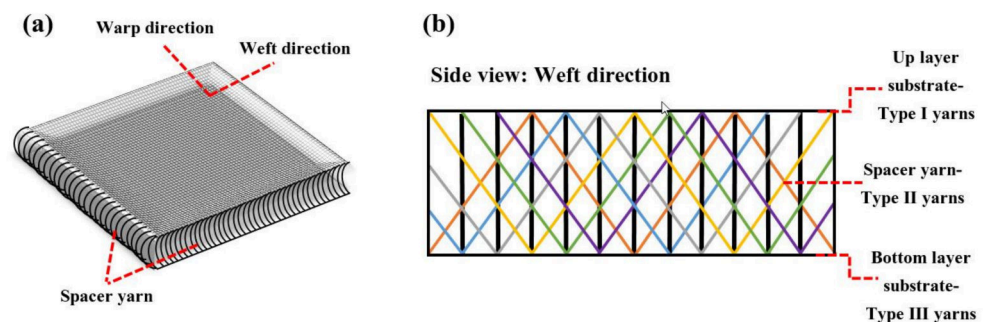 (a)
Warp direction
Weft direction
Spacer yarn
(b)
Side view: Weft direction
Up layer
substrate-
Type I yarns
Spacer yarn-
Type II yarns
Bottom layer
substrate-
Type III yarns